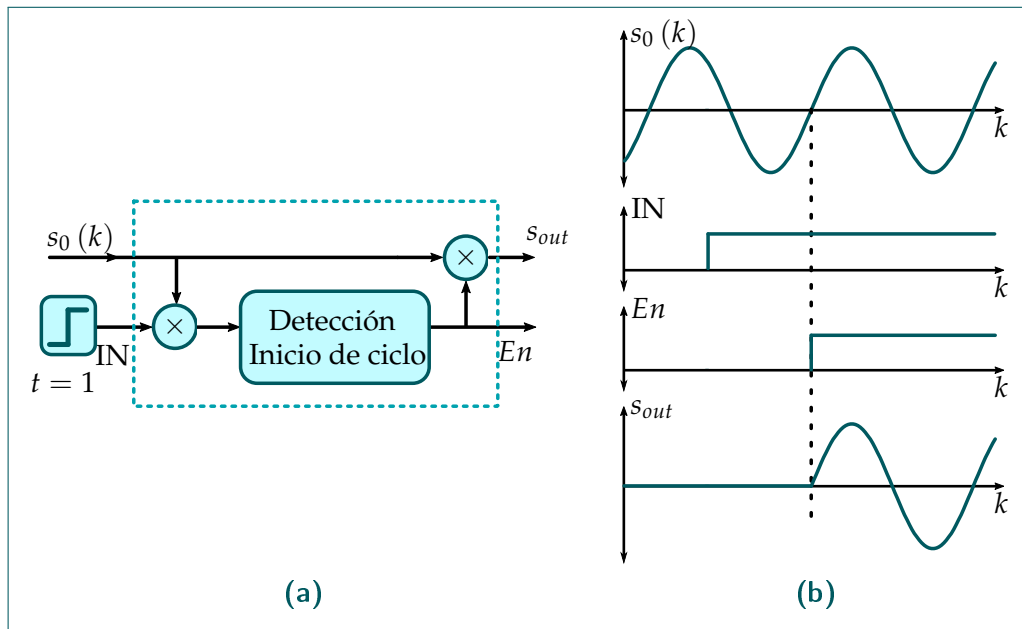 s₀ (k)
×
s_out
×
Detección
Inicio de ciclo
IN
En
t = 1
(a)
s₀ (k)
k
IN
k
En
k
s_out
k
(b)